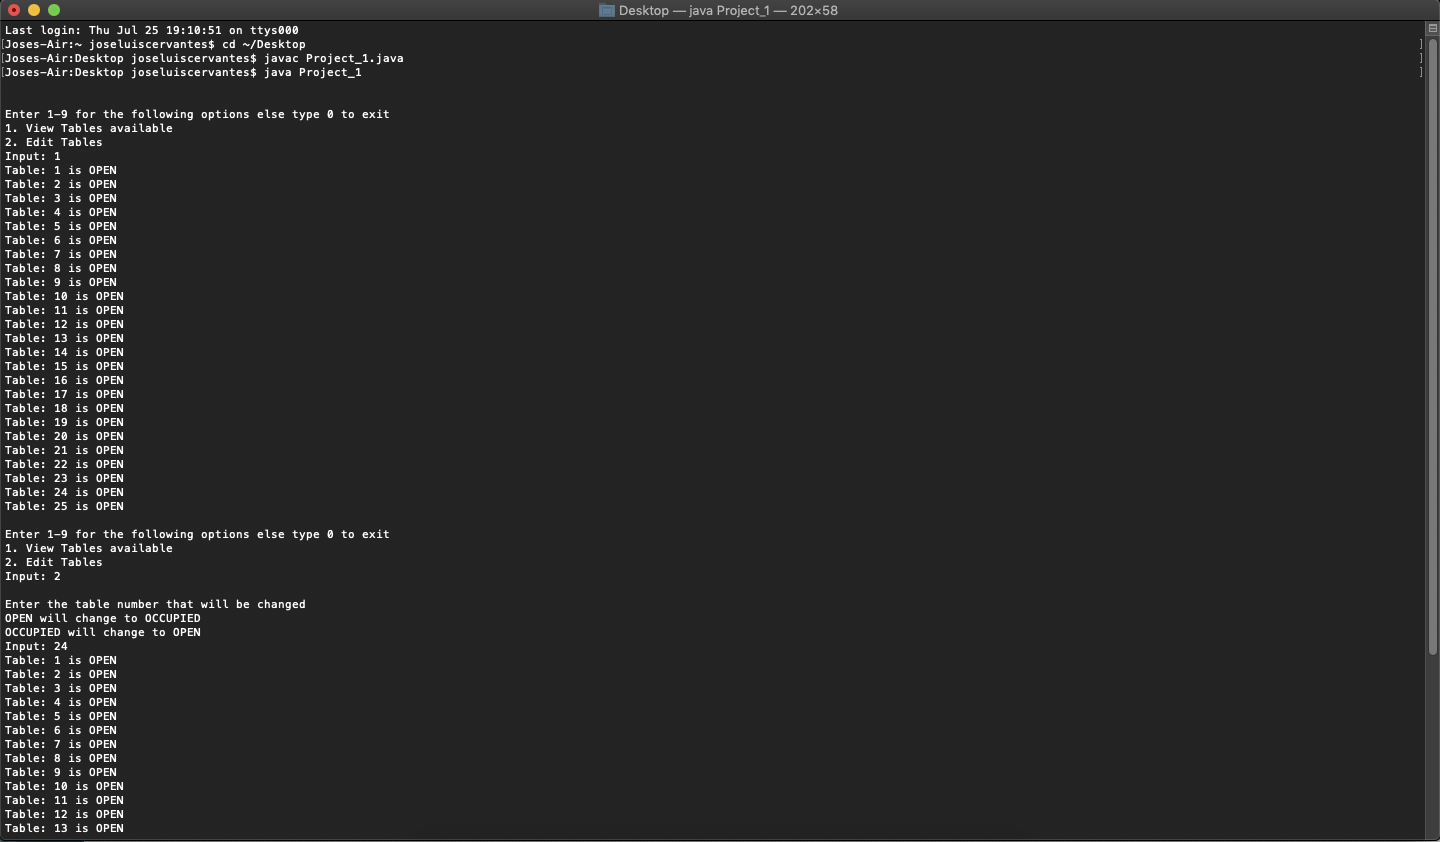 Desktop — java Project_1 — 202×58
Last login: Thu Jul 25 19:10:51 on ttys000
[Joses-Air:~ joseluiscervantes$ cd ~/Desktop ]
[Joses-Air:Desktop joseluiscervantes$ javac Project_1.java ]
[Joses-Air:Desktop joseluiscervantes$ java Project_1 ]
Enter 1-9 for the following options else type 0 to exit
1. View Tables available
2. Edit Tables
Input: 1
Table: 1 is OPEN
Table: 2 is OPEN
Table: 3 is OPEN
Table: 4 is OPEN
Table: 5 is OPEN
Table: 6 is OPEN
Table: 7 is OPEN
Table: 8 is OPEN
Table: 9 is OPEN
Table: 10 is OPEN
Table: 11 is OPEN
Table: 12 is OPEN
Table: 13 is OPEN
Table: 14 is OPEN
Table: 15 is OPEN
Table: 16 is OPEN
Table: 17 is OPEN
Table: 18 is OPEN
Table: 19 is OPEN
Table: 20 is OPEN
Table: 21 is OPEN
Table: 22 is OPEN
Table: 23 is OPEN
Table: 24 is OPEN
Table: 25 is OPEN
Enter 1-9 for the following options else type 0 to exit
1. View Tables available
2. Edit Tables
Input: 2
Enter the table number that will be changed
OPEN will change to OCCUPIED
OCCUPIED will change to OPEN
Input: 24
Table: 1 is OPEN
Table: 2 is OPEN
Table: 3 is OPEN
Table: 4 is OPEN
Table: 5 is OPEN
Table: 6 is OPEN
Table: 7 is OPEN
Table: 8 is OPEN
Table: 9 is OPEN
Table: 10 is OPEN
Table: 11 is OPEN
Table: 12 is OPEN
Table: 13 is OPEN